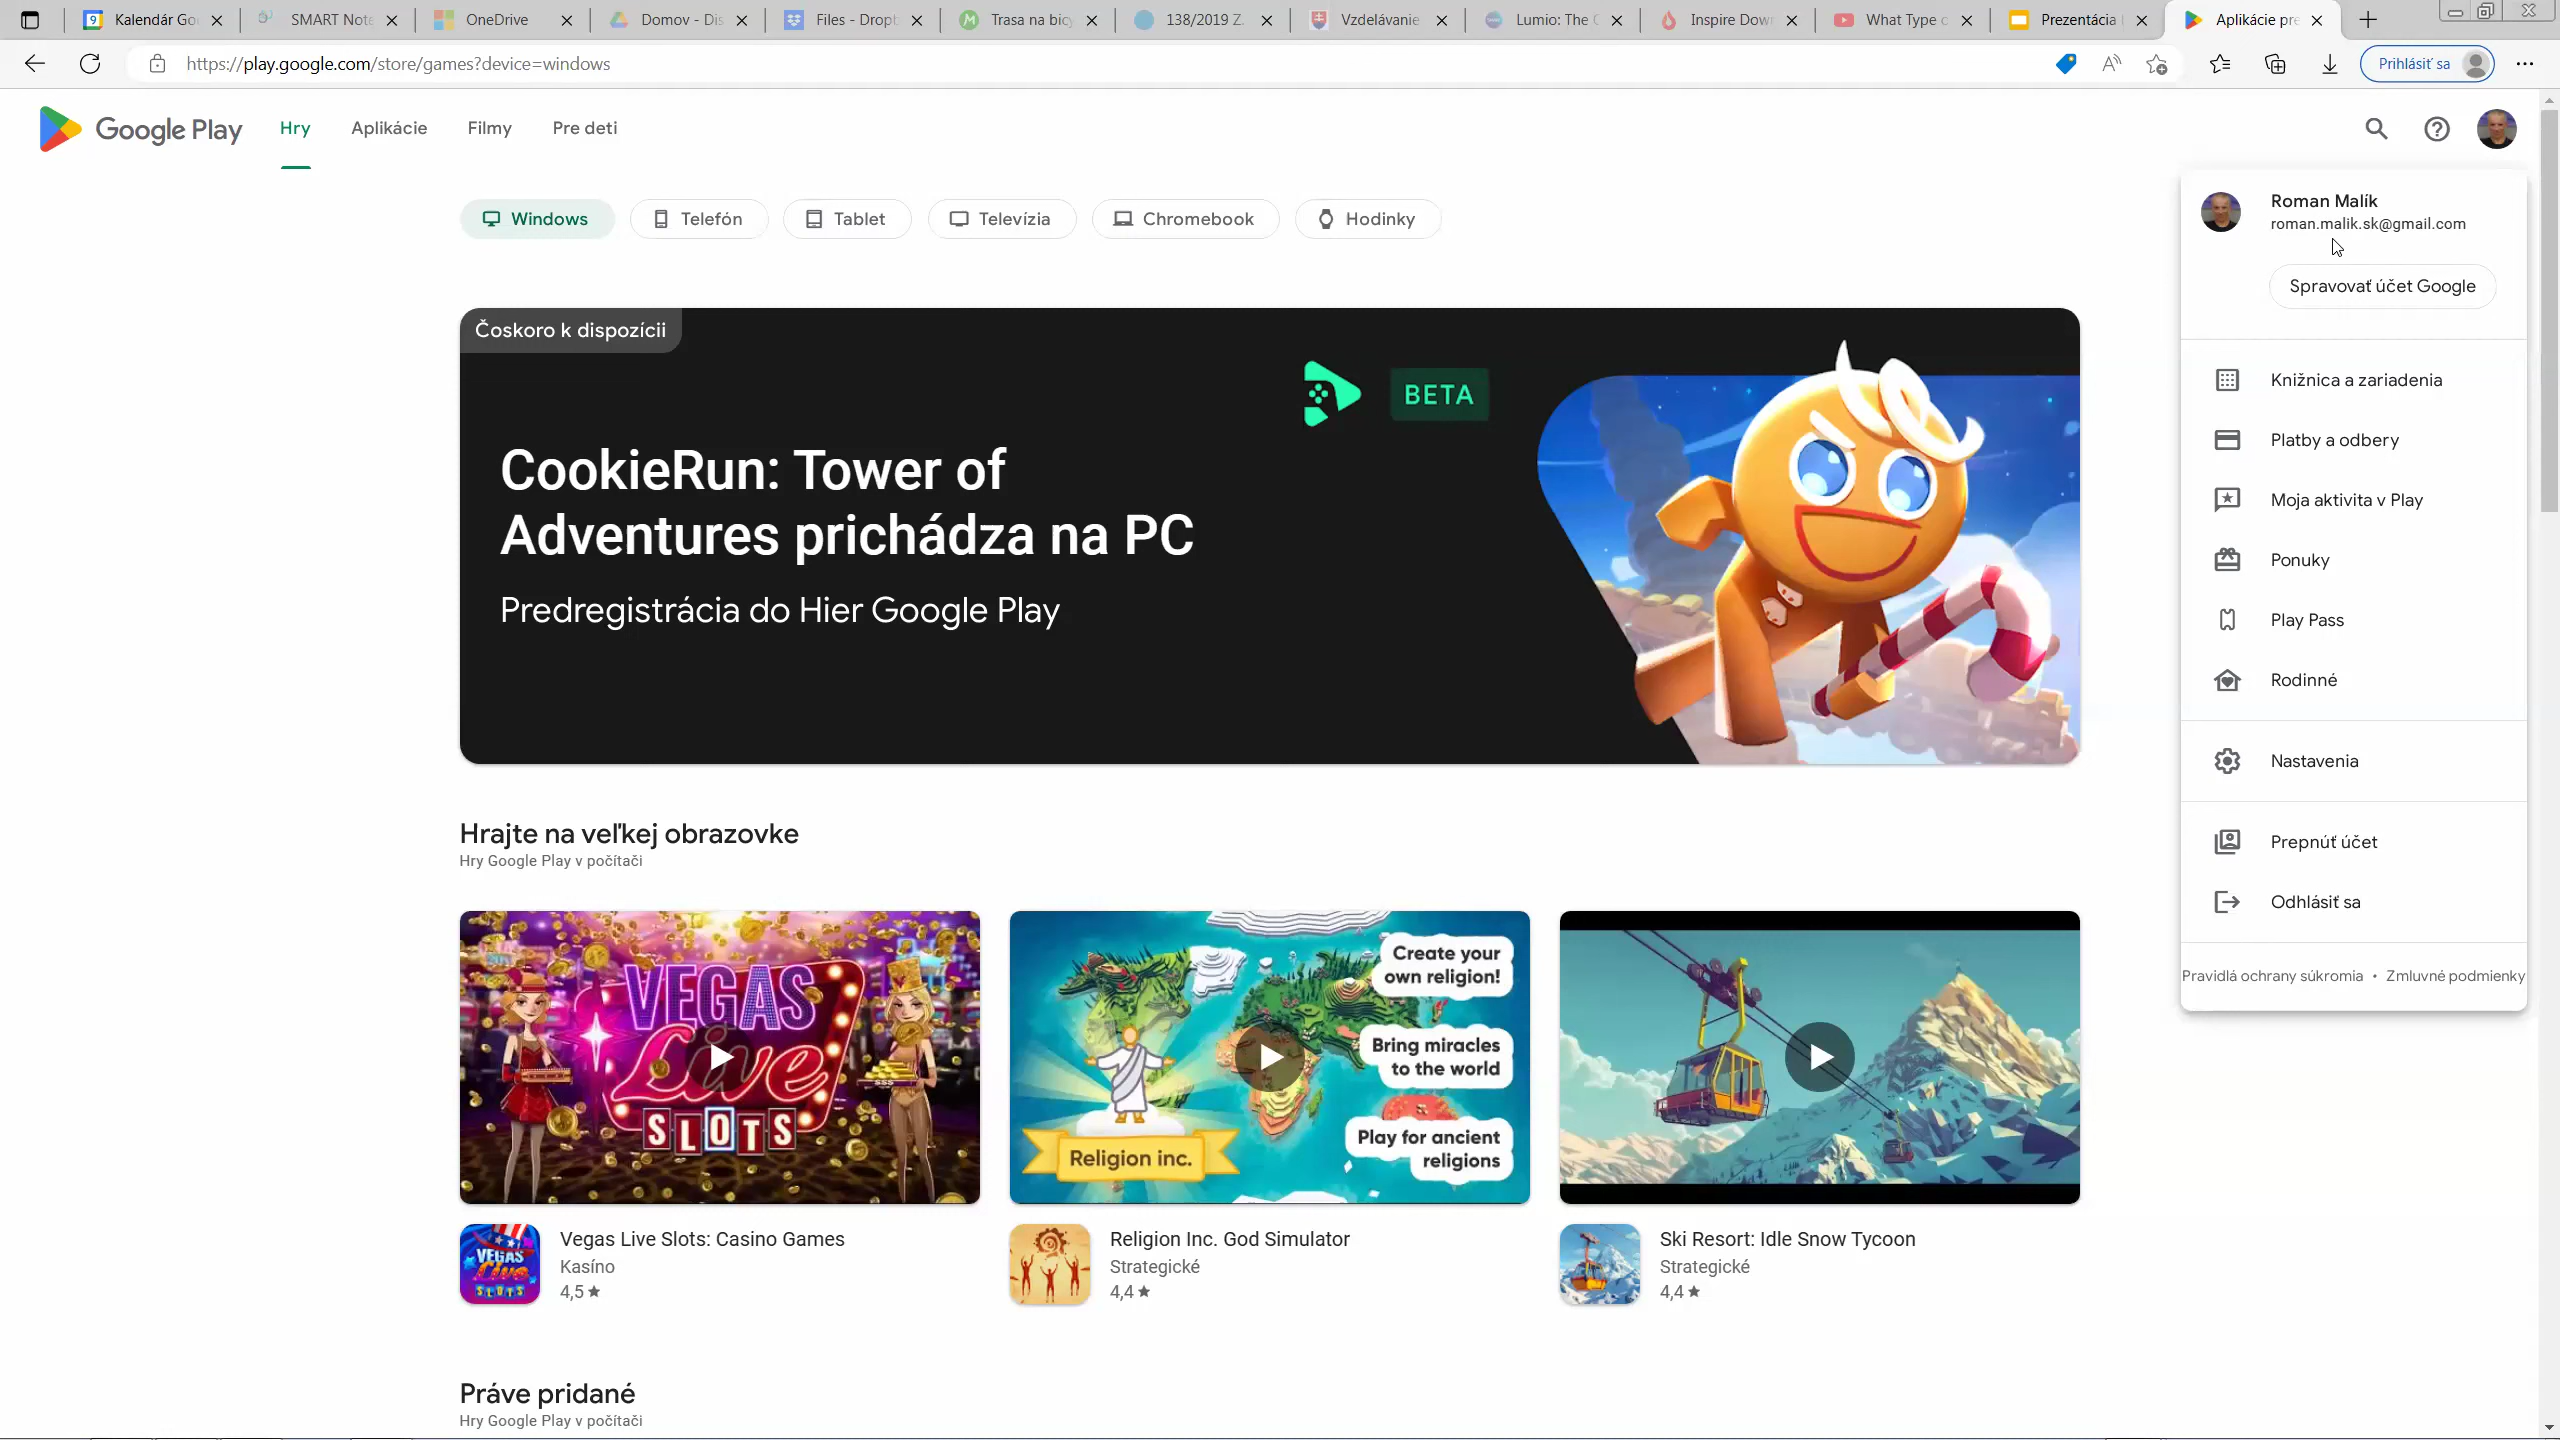 Kalendár Go
SMART Note
OneDrive
Domov - Dis
Files - Dropb
Trasa na bicy
138/2019 Z.
Vzdelávanie
Lumio: The
Inspire Dow
What Type o
Prezentácia
Aplikácie pre
https://play.google.com/store/games?device=windows
Prihlásiť sa
Google Play
Hry
Aplikácie
Filmy
Pre deti
Windows
Telefón
Tablet
Televízia
Chromebook
Hodinky
Roman Malík
roman.malik.sk@gmail.com
Spravovať účet Google
Knižnica a zariadenia
Platby a odbery
Moja aktivita v Play
Ponuky
Play Pass
Rodinné
Nastavenia
Prepnúť účet
Odhlásiť sa
Pravidlá ochrany súkromia • Zmluvné podmienky
Čoskoro k dispozícii
BETA
CookieRun: Tower of
Adventures prichádza na PC
Predregistrácia do Hier Google Play
Hrajte na veľkej obrazovke
Hry Google Play v počítači
VEGAS
Live
SLOTS
Create your
own religion!
Bring miracles
to the world
Play for ancient
religions
Religion inc.
VEGAS
Live
SLOTS
Vegas Live Slots: Casino Games
Kasíno
4,5 ★
Religion Inc. God Simulator
Strategické
4,4 ★
Ski Resort: Idle Snow Tycoon
Strategické
4,4 ★
Práve pridané
Hry Google Play v počítači